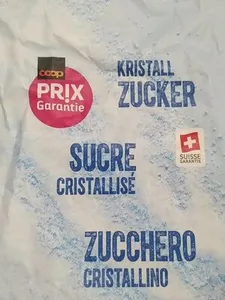 coop
PRIX
Garantie
KRISTALL
ZUCKER
SUCRE
CRISTALLISÉ
SUISSE
GARANTIE
ZUCCHERO
CRISTALLINO